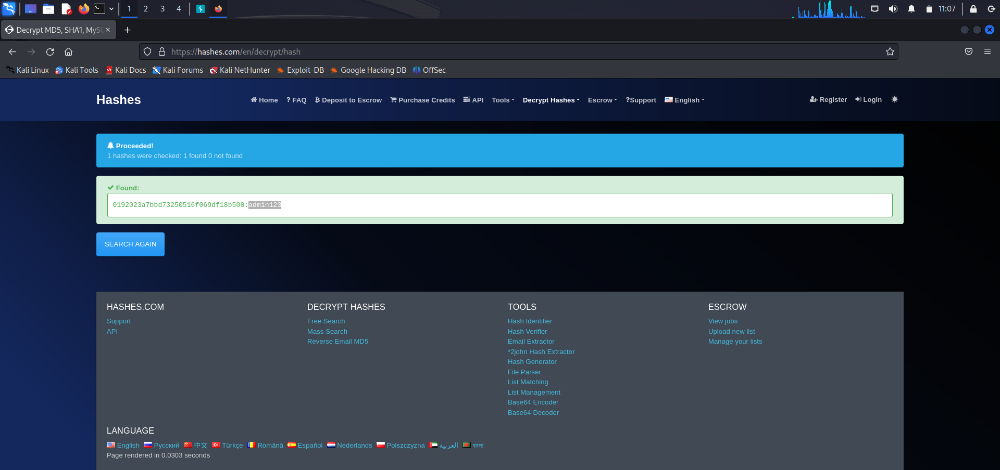 1 2 3 4 11:07
Decrypt MD5, SHA1, MySQ
https://hashes.com/en/decrypt/hash
Kali Linux Kali Tools Kali Docs Kali Forums Kali NetHunter Exploit-DB Google Hacking DB OffSec
Hashes Home ? FAQ Deposit to Escrow Purchase Credits API Tools Decrypt Hashes Escrow ?Support English Register Login
Proceeded!
1 hashes were checked: 1 found 0 not found
Found:
0192023a7bbd73250516f069df18b500:admin123
SEARCH AGAIN
HASHES.COM DECRYPT HASHES TOOLS ESCROW
Support Free Search Hash Identifier View jobs
API Mass Search Hash Verifier Upload new list
Reverse Email MD5 Email Extractor Manage your lists
*2john Hash Extractor
Hash Generator
File Parser
List Matching
List Management
Base64 Encoder
Base64 Decoder
LANGUAGE
English Русский 中文 Türkçe Română Español Nederlands Polszczyzna العربية বাংলা
Page rendered in 0.0303 seconds